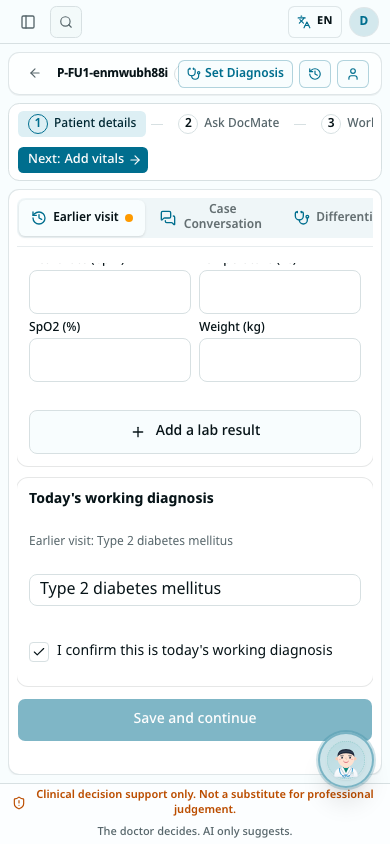 EN
D
P-FU1-enmwubh88i
Set Diagnosis
1 Patient details
2 Ask DocMate
3 Worl
Next: Add vitals
Earlier visit
Case
Conversation
Differenti
SpO2 (%)
Weight (kg)
Add a lab result
Today's working diagnosis
Earlier visit: Type 2 diabetes mellitus
Type 2 diabetes mellitus
I confirm this is today's working diagnosis
Save and continue
Clinical decision support only. Not a substitute for professional
judgement.
The doctor decides. AI only suggests.